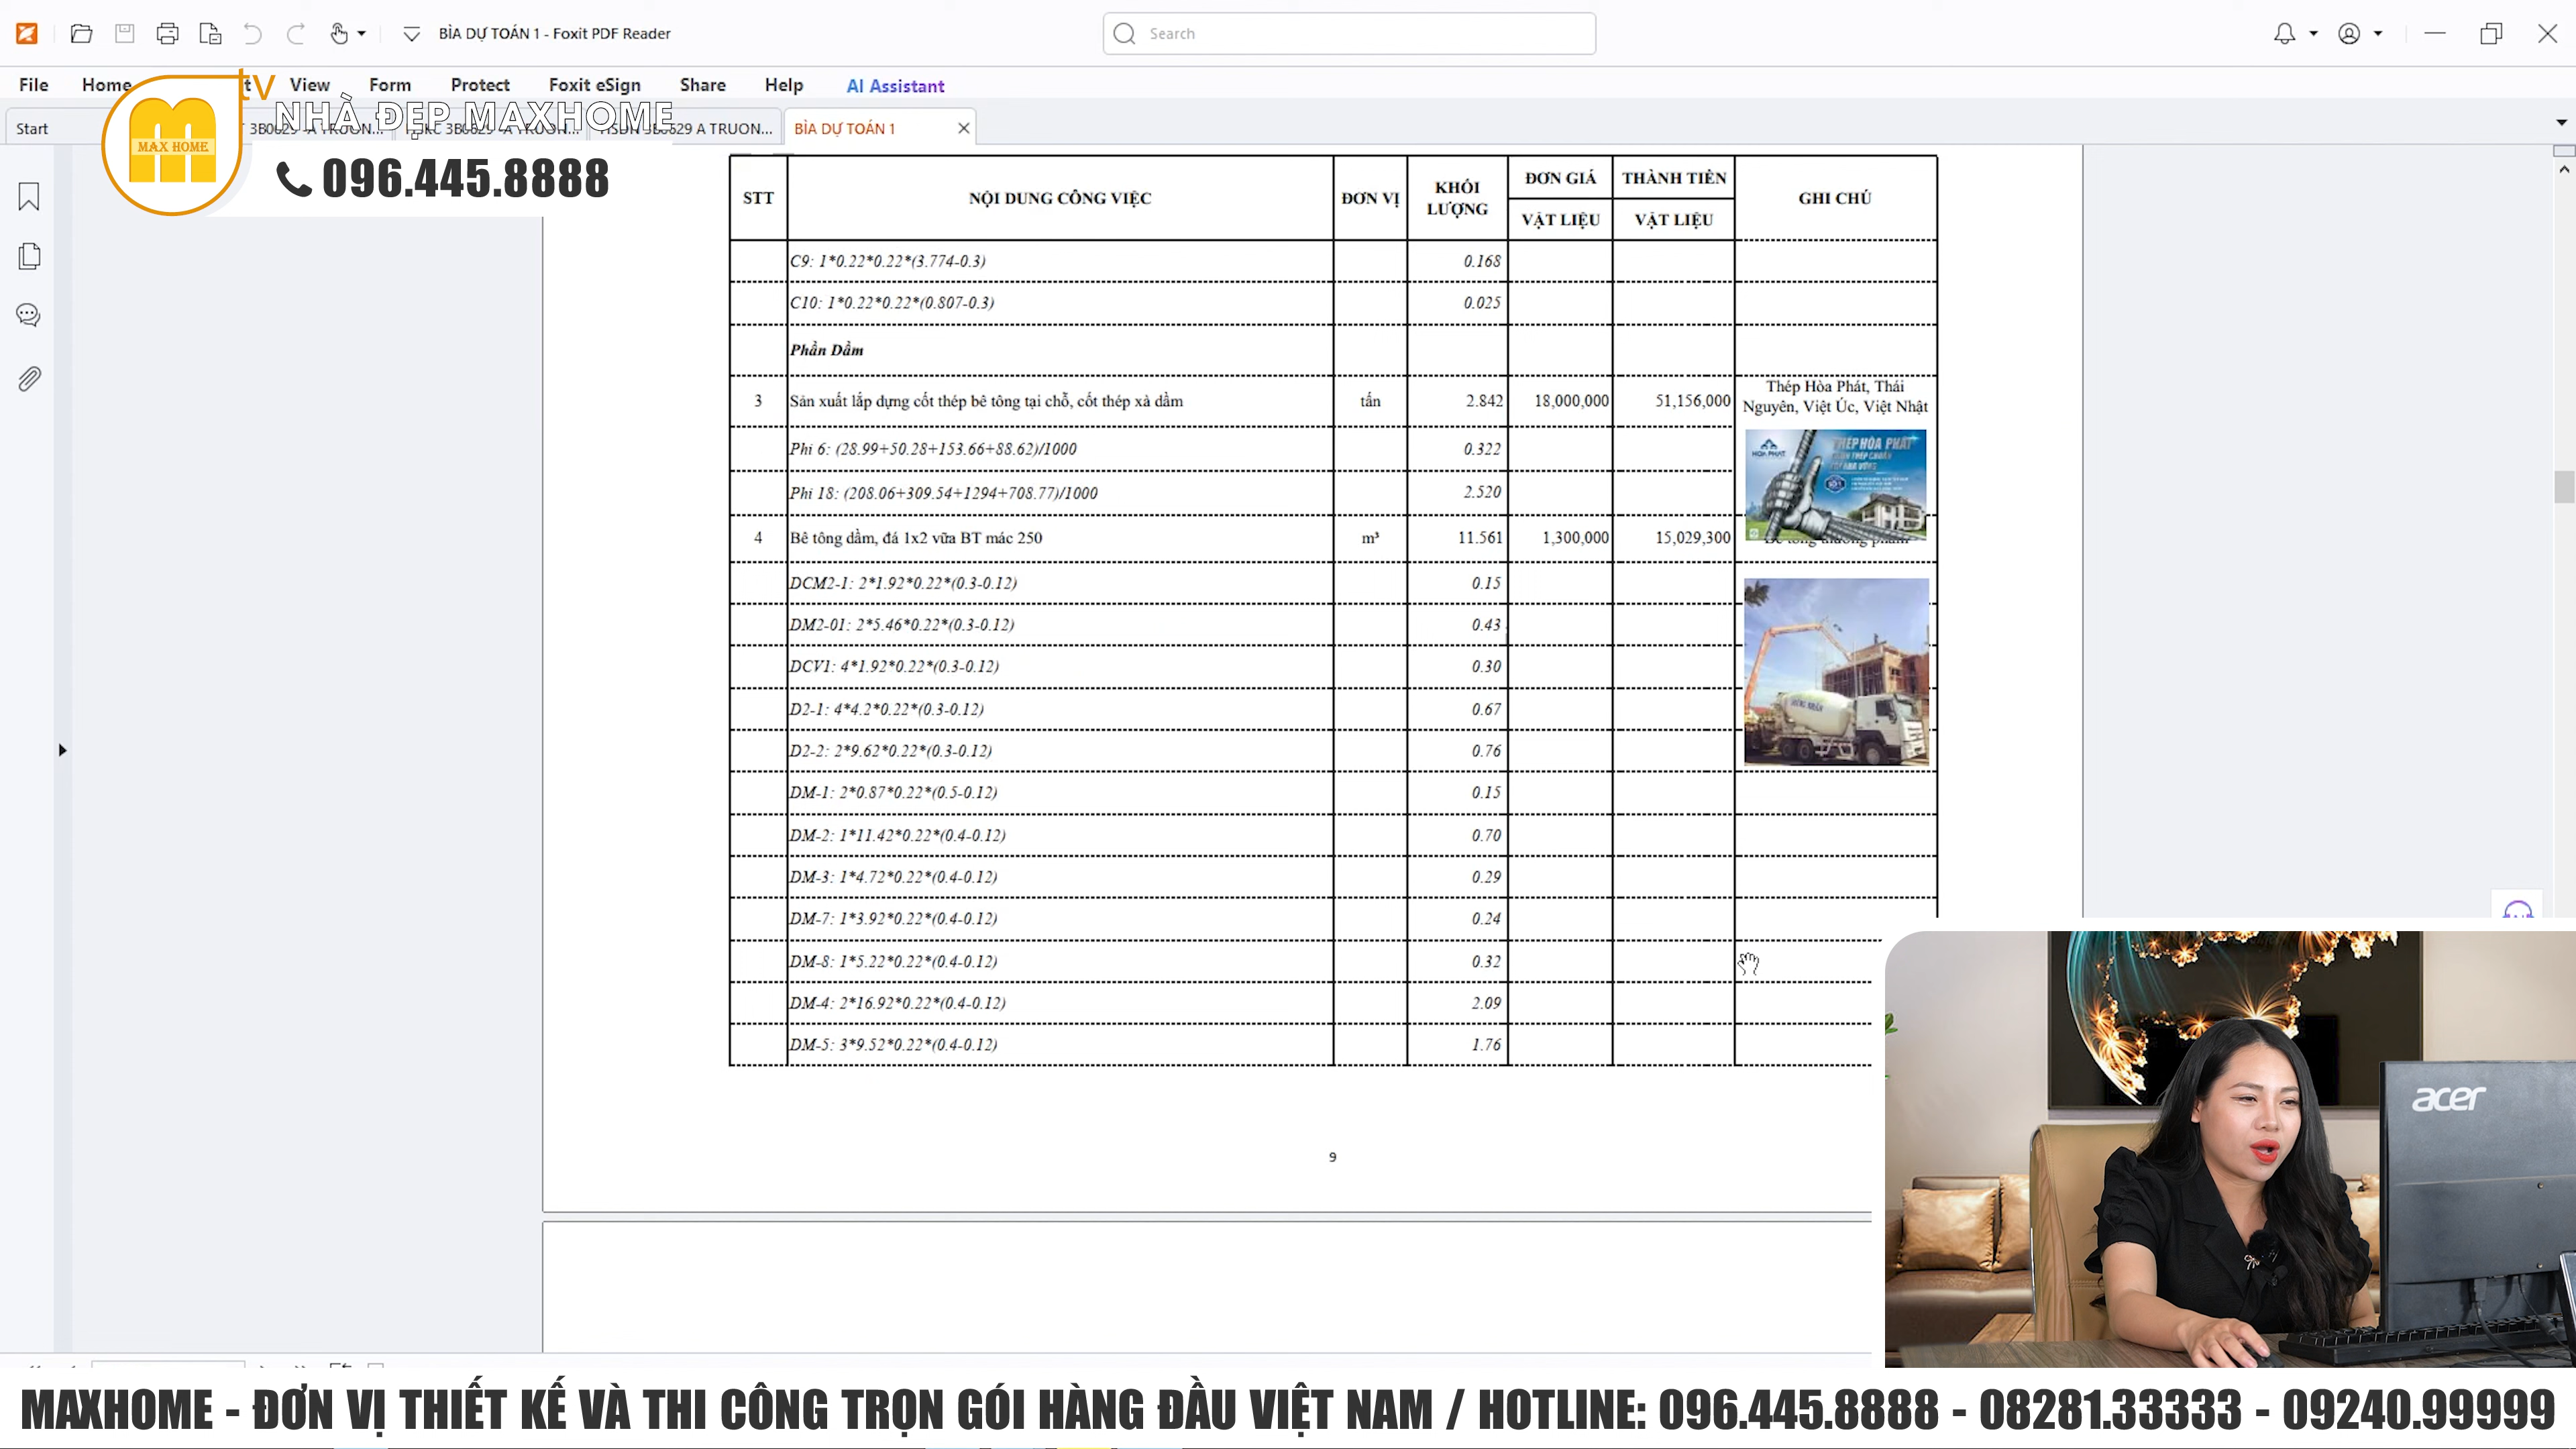 BÌA DỰ TOÁN 1 - Foxit PDF Reader
Search
File
Home
View
Form
Protect
Foxit eSign
Share
Help
AI Assistant
tv
NHÀ ĐẸP MAXHOME
MAX HOME
096.445.8888
Start
A TRUON...
BÌA DỰ TOÁN 1
STT
NỘI DUNG CÔNG VIỆC
ĐƠN VỊ
KHỐI LƯỢNG
ĐƠN GIÁ
THÀNH TIỀN
GHI CHÚ
VẬT LIỆU
VẬT LIỆU
C9: 1*0.22*0.22*(3.774-0.3) 0.168
C10: 1*0.22*0.22*(0.807-0.3) 0.025
Phần Dầm
3 Sản xuất lắp dựng cốt thép bê tông tại chỗ, cốt thép xà dầm tấn 2.842 18,000,000 51,156,000
Thép Hòa Phát, Thái
Nguyên, Việt Úc, Việt Nhật
Phi 6: (28.99+50.28+153.66+88.62)/1000 0.322
THÉP HÒA PHÁT
HOA PHAT
Phi 18: (208.06+309.54+1294+708.77)/1000 2.520
4 Bê tông dầm, đá 1x2 vữa BT mác 250 m³ 11.561 1,300,000 15,029,300
DCM2-1: 2*1.92*0.22*(0.3-0.12) 0.15
DM2-01: 2*5.46*0.22*(0.3-0.12) 0.43
DCV1: 4*1.92*0.22*(0.3-0.12) 0.30
D2-1: 4*4.2*0.22*(0.3-0.12) 0.67
D2-2: 2*9.62*0.22*(0.3-0.12) 0.76
DM-1: 2*0.87*0.22*(0.5-0.12) 0.15
DM-2: 1*11.42*0.22*(0.4-0.12) 0.70
DM-3: 1*4.72*0.22*(0.4-0.12) 0.29
DM-7: 1*3.92*0.22*(0.4-0.12) 0.24
DM-8: 1*5.22*0.22*(0.4-0.12) 0.32
DM-4: 2*16.92*0.22*(0.4-0.12) 2.09
DM-5: 3*9.52*0.22*(0.4-0.12) 1.76
9
acer
MAXHOME - ĐƠN VỊ THIẾT KẾ VÀ THI CÔNG TRỌN GÓI HÀNG ĐẦU VIỆT NAM / HOTLINE: 096.445.8888 - 08281.33333 - 09240.99999